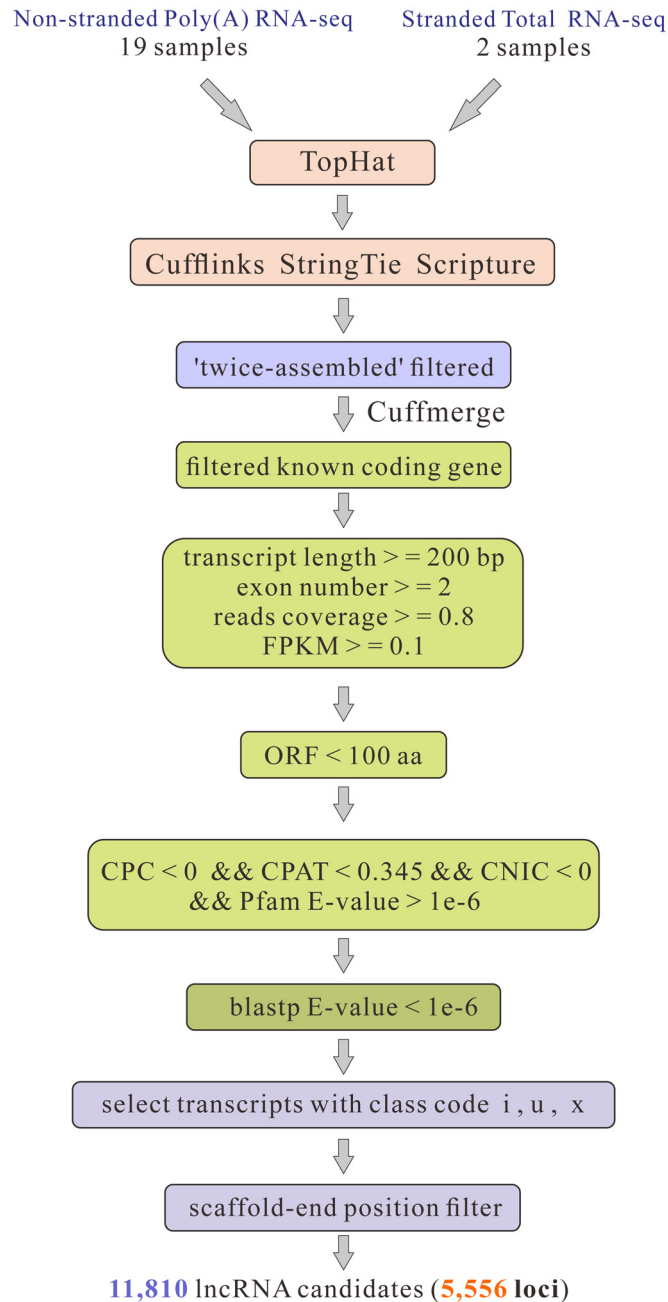 Non-stranded Poly(A) RNA-seq
19 samples
Stranded Total RNA-seq
2 samples
TopHat
Cufflinks StringTie Scripture
'twice-assembled' filtered
Cuffmerge
filtered known coding gene
transcript length > = 200 bp
exon number > = 2
reads coverage > = 0.8
FPKM > = 0.1
ORF < 100 aa
CPC < 0 && CPAT < 0.345 && CNIC < 0
&& Pfam E-value > 1e-6
blastp E-value < 1e-6
select transcripts with class code i , u , x
scaffold-end position filter
11,810 lncRNA candidates (5,556 loci)